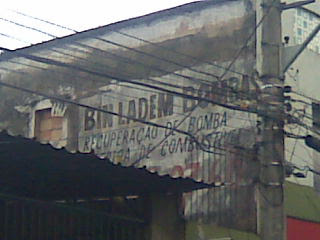 BIN LADEM BOMBA
RECUPERAÇÃO DE BOMBA
DE COMBUSTIVEL